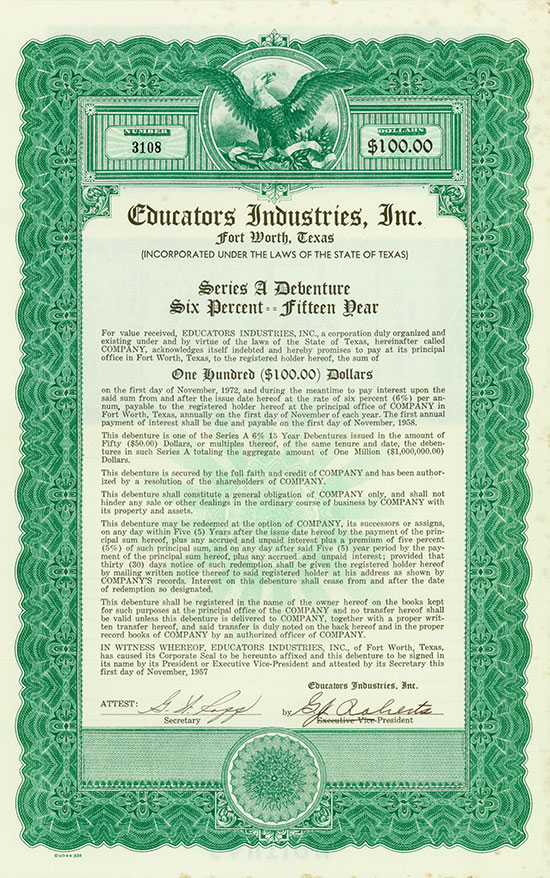 NUMBER
3108
DOLLARS
$100.00
Educators Industries, Inc.
Fort Worth, Texas
(INCORPORATED UNDER THE LAWS OF THE STATE OF TEXAS)
Series A Debenture
Six Percent -- Fifteen Year
For value received, EDUCATORS INDUSTRIES, INC., a corporation duly organized and
existing under and by virtue of the laws of the State of Texas, hereinafter called
COMPANY, acknowledges itself indebted and hereby promises to pay at its principal
office in Fort Worth, Texas, to the registered holder hereof, the sum of
One Hundred ($100.00) Dollars
on the first day of November, 1972, and during the meantime to pay interest upon the
said sum from and after the issue date hereof at the rate of six percent (6%) per an-
num, payable to the registered holder hereof at the principal office of COMPANY in
Fort Worth, Texas, annually on the first day of November of each year. The first annual
payment of interest shall be due and payable on the first day of November, 1958.
This debenture is one of the Series A 6% 15 Year Debentures issued in the amount of
Fifty ($50.00) Dollars, or multiples thereof, of the same tenure and date, the deben-
tures in such Series A totaling the aggregate amount of One Million ($1,000,000.00)
Dollars.
This debenture is secured by the full faith and credit of COMPANY and has been author-
ized by a resolution of the shareholders of COMPANY.
This debenture shall constitute a general obligation of COMPANY only, and shall not
hinder any sale or other dealings in the ordinary course of business by COMPANY with
its property and assets.
This debenture may be redeemed at the option of COMPANY, its successors or assigns,
on any day within Five (5) Years after the issue date hereof by the payment of the prin-
cipal sum hereof, plus any accrued and unpaid interest plus a premium of five percent
(5%) of such principal sum, and on any day after said Five (5) year period by the pay-
ment of the principal sum hereof, plus any accrued and unpaid interest; provided that
thirty (30) days notice of such redemption shall be given the registered holder hereof
by mailing written notice thereof to said registered holder at his address as shown by
COMPANY'S records. Interest on this debenture shall cease from and after the date
of redemption so designated.
This debenture shall be registered in the name of the owner hereof on the books kept
for such purposes at the principal office of the COMPANY and no transfer hereof shall
be valid unless this debenture is delivered to COMPANY, together with a proper writ-
ten transfer hereof, and said transfer is duly noted on the back hereof and in the proper
record books of COMPANY by an authorized officer of COMPANY.
IN WITNESS WHEREOF, EDUCATORS INDUSTRIES, INC., of Fort Worth, Texas,
has caused its Corporate Seal to be hereunto affixed and this debenture to be signed in
its name by its President or Executive Vice-President and attested by its Secretary this
first day of November, 1957
Educators Industries, Inc.
ATTEST:
Secretary
by
Roberts
Executive Vice-President